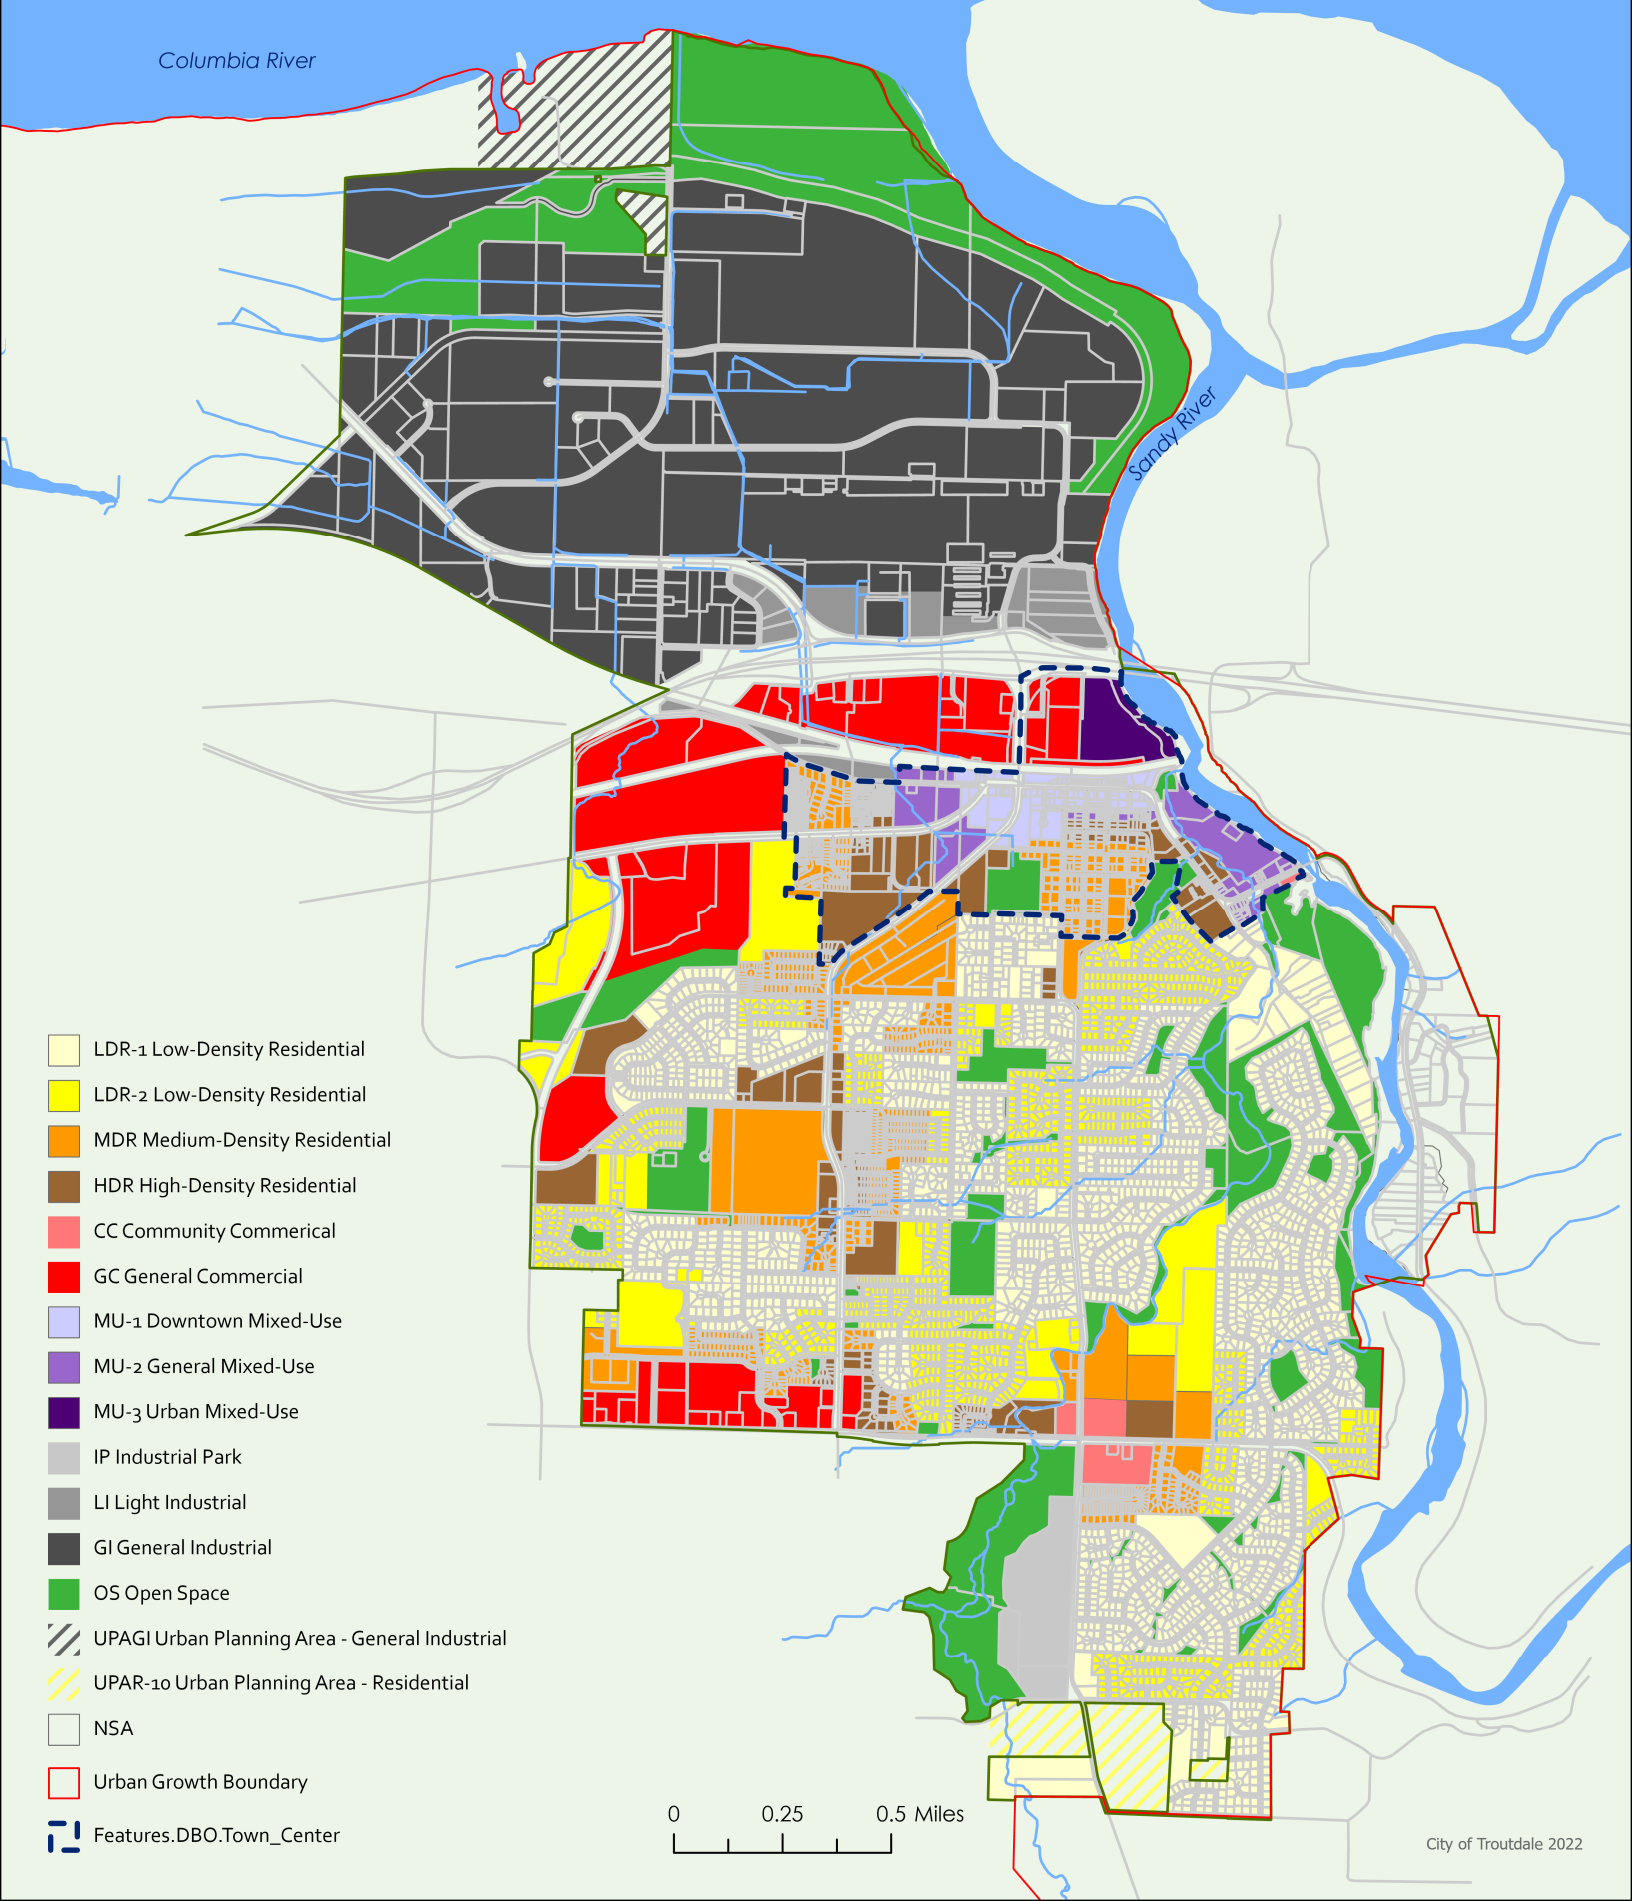 Columbia River
Sandy River
LDR-1 Low-Density Residential
LDR-2 Low-Density Residential
MDR Medium-Density Residential
HDR High-Density Residential
CC Community Commerical
GC General Commercial
MU-1 Downtown Mixed-Use
MU-2 General Mixed-Use
MU-3 Urban Mixed-Use
IP Industrial Park
LI Light Industrial
GI General Industrial
OS Open Space
UPAGI Urban Planning Area - General Industrial
UPAR-10 Urban Planning Area - Residential
NSA
Urban Growth Boundary
Features.DBO.Town_Center
0 0.25 0.5 Miles
City of Troutdale 2022